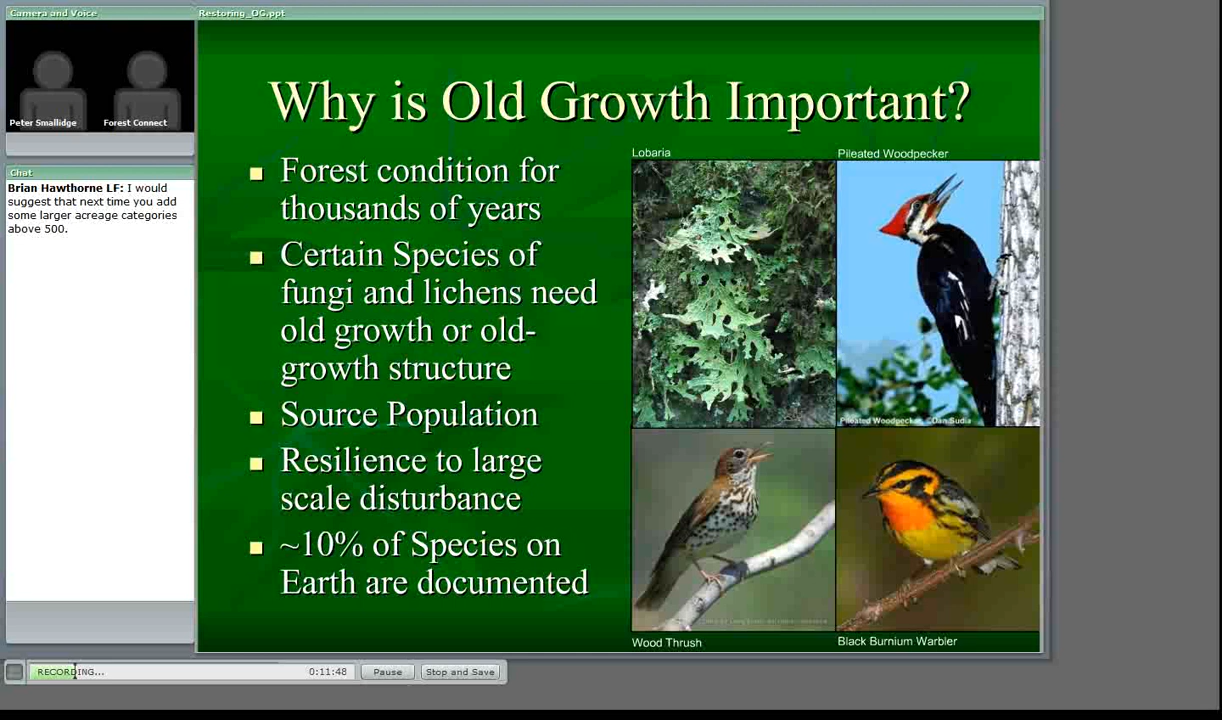 Camera and Voice
Restoring_OG.ppt
Peter Smallidge
Forest Connect
Chat
Brian Hawthorne LF: I would
suggest that next time you add
some larger acreage categories
above 500.
Why is Old Growth Important?
Forest condition for
thousands of years
Certain Species of
fungi and lichens need
old growth or old-
growth structure
Source Population
Resilience to large
scale disturbance
~10% of Species on
Earth are documented
Lobaria
Pileated Woodpecker
Pileated Woodpecker, ©Dan Sudia
Wood Thrush
Black Burnium Warbler
RECORDING...
0:11:48
Pause
Stop and Save